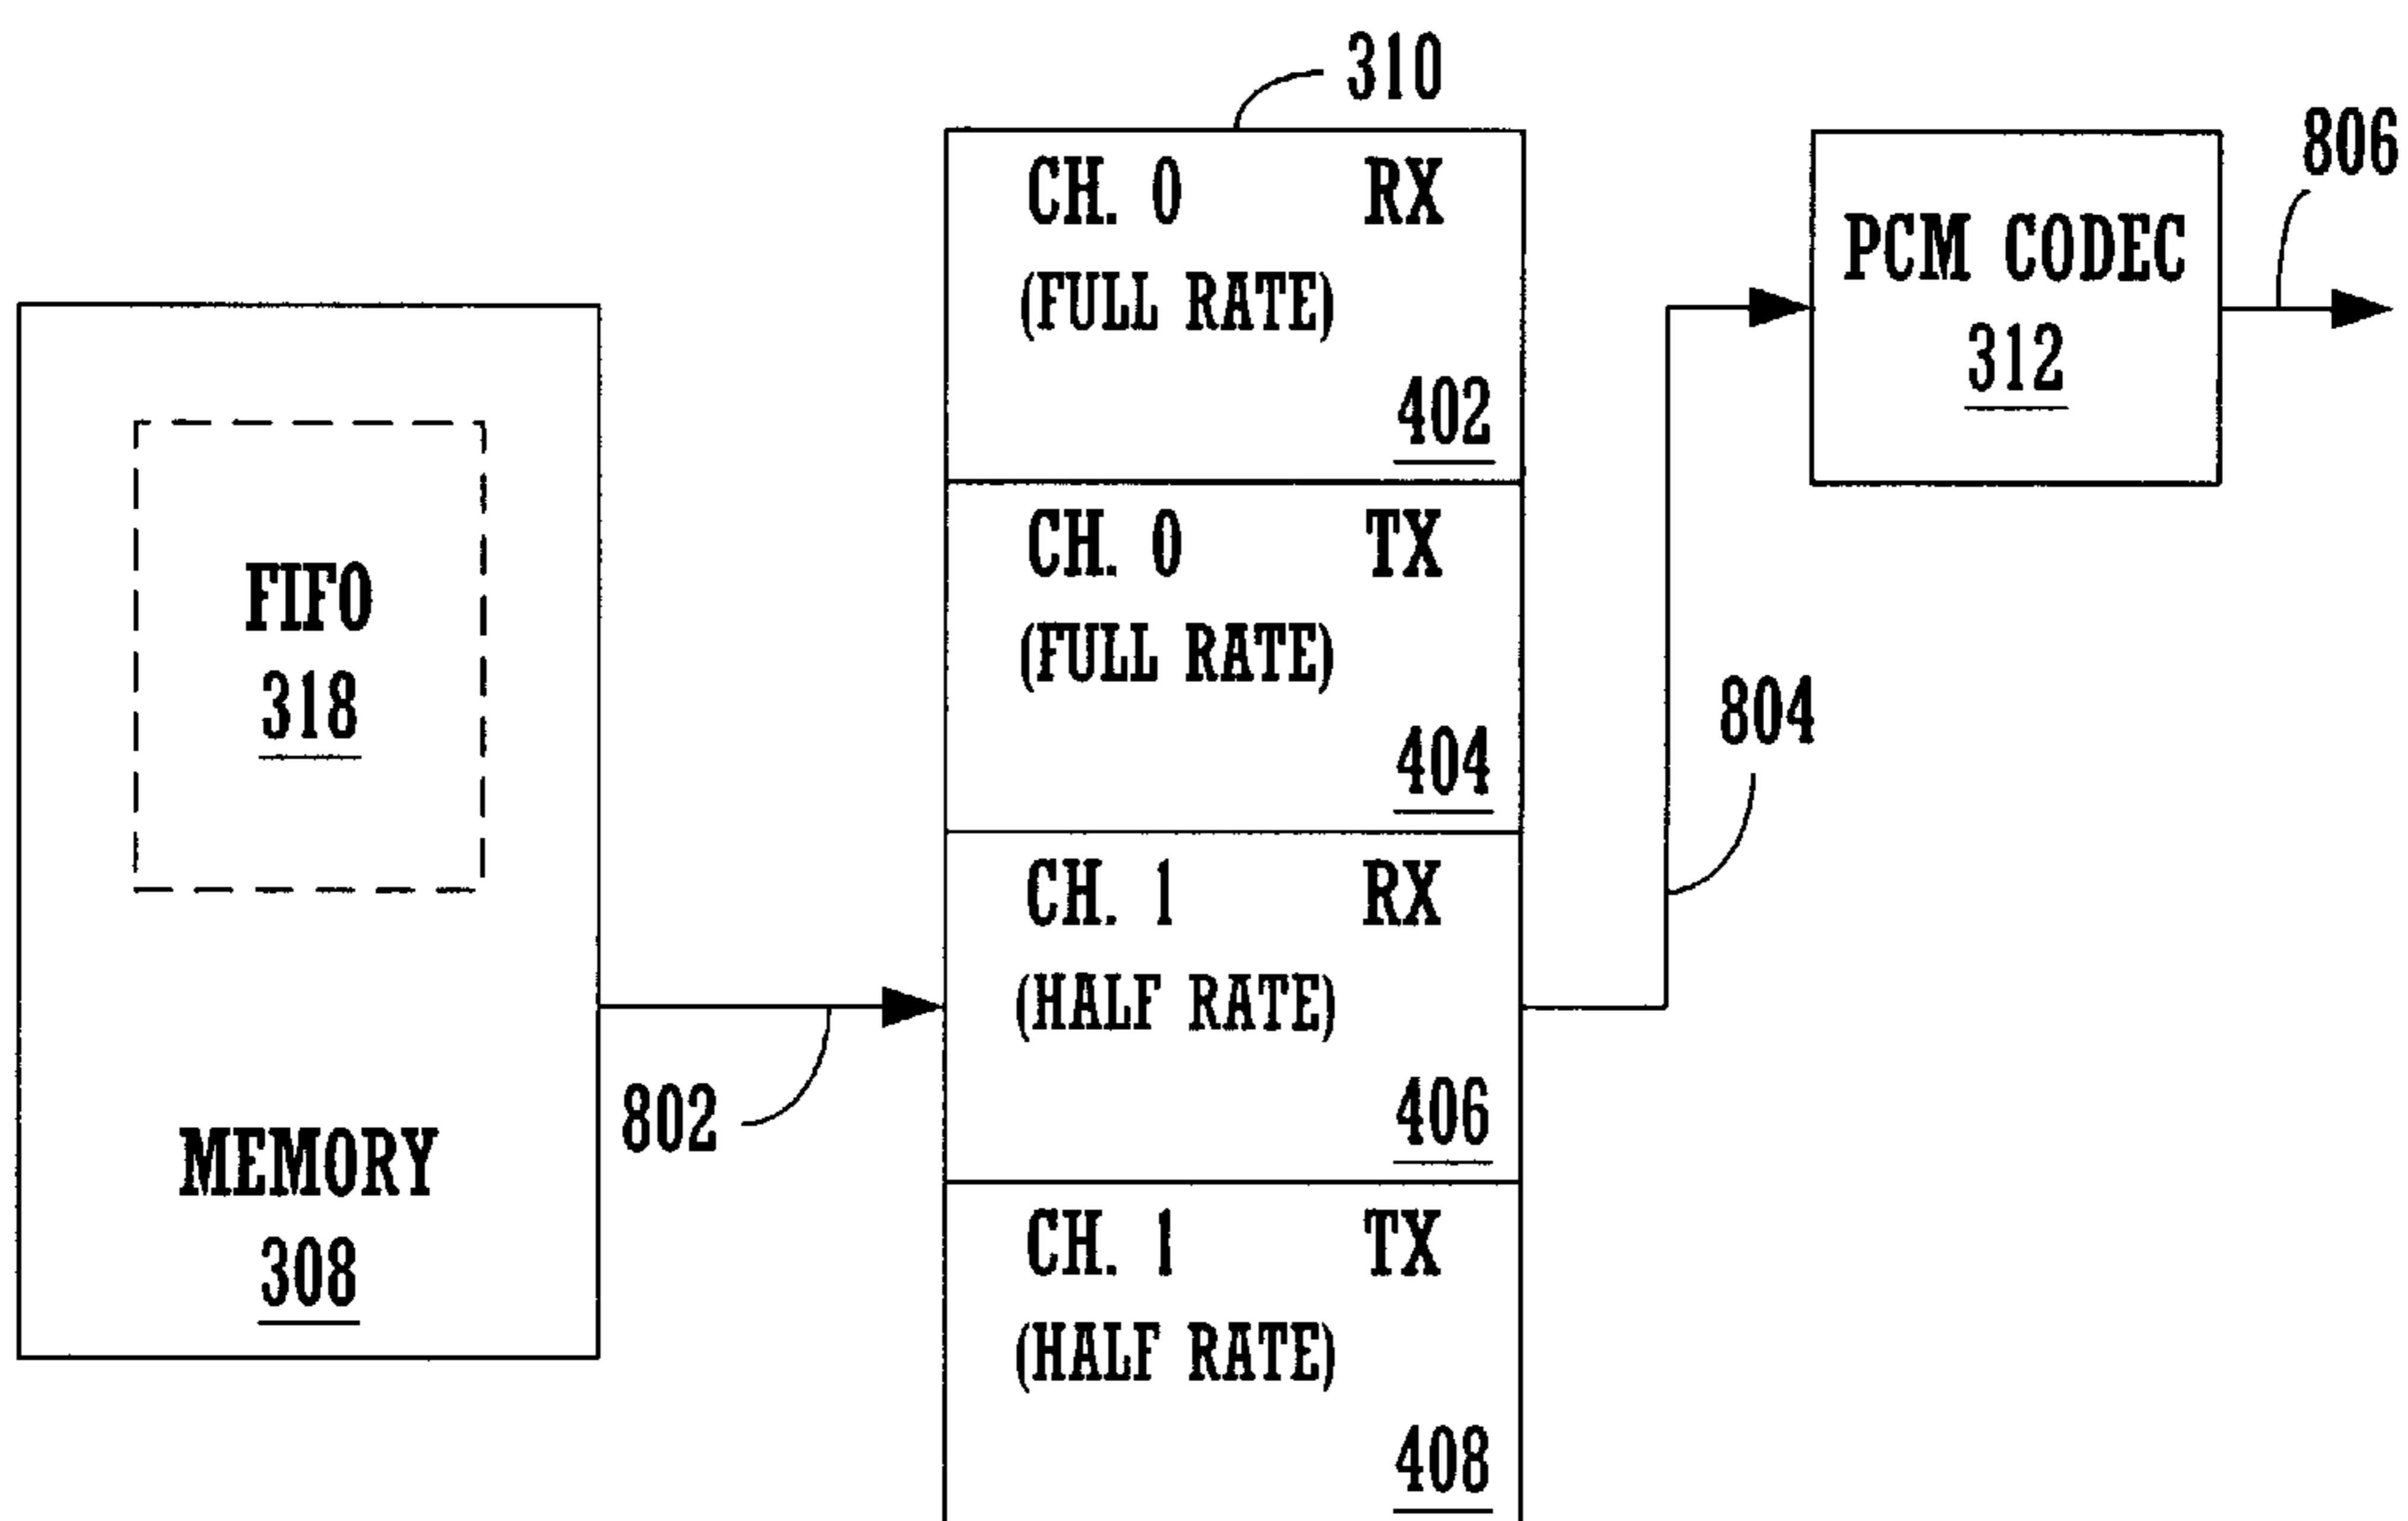 310
CH. 0 RX
(FULL RATE)
402
CH. 0 TX
(FULL RATE)
404
CH. 1 RX
(HALF RATE)
406
CH. 1 TX
(HALF RATE)
408
FIFO
318
MEMORY
308
802
804
PCM CODEC
312
806